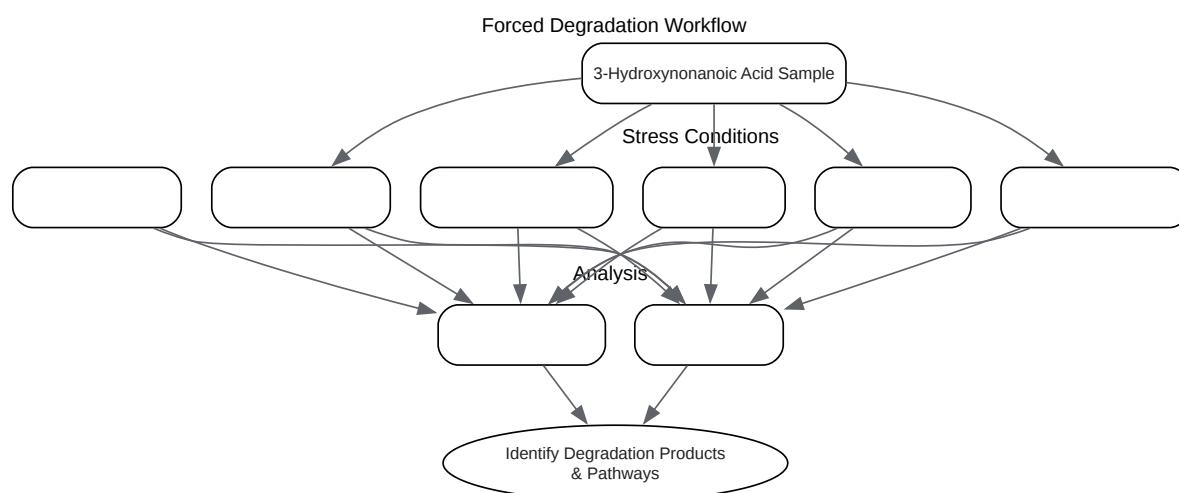 Forced Degradation Workflow
3-Hydroxynonanoic Acid Sample
Stress Conditions
Analysis
Identify Degradation Products
& Pathways